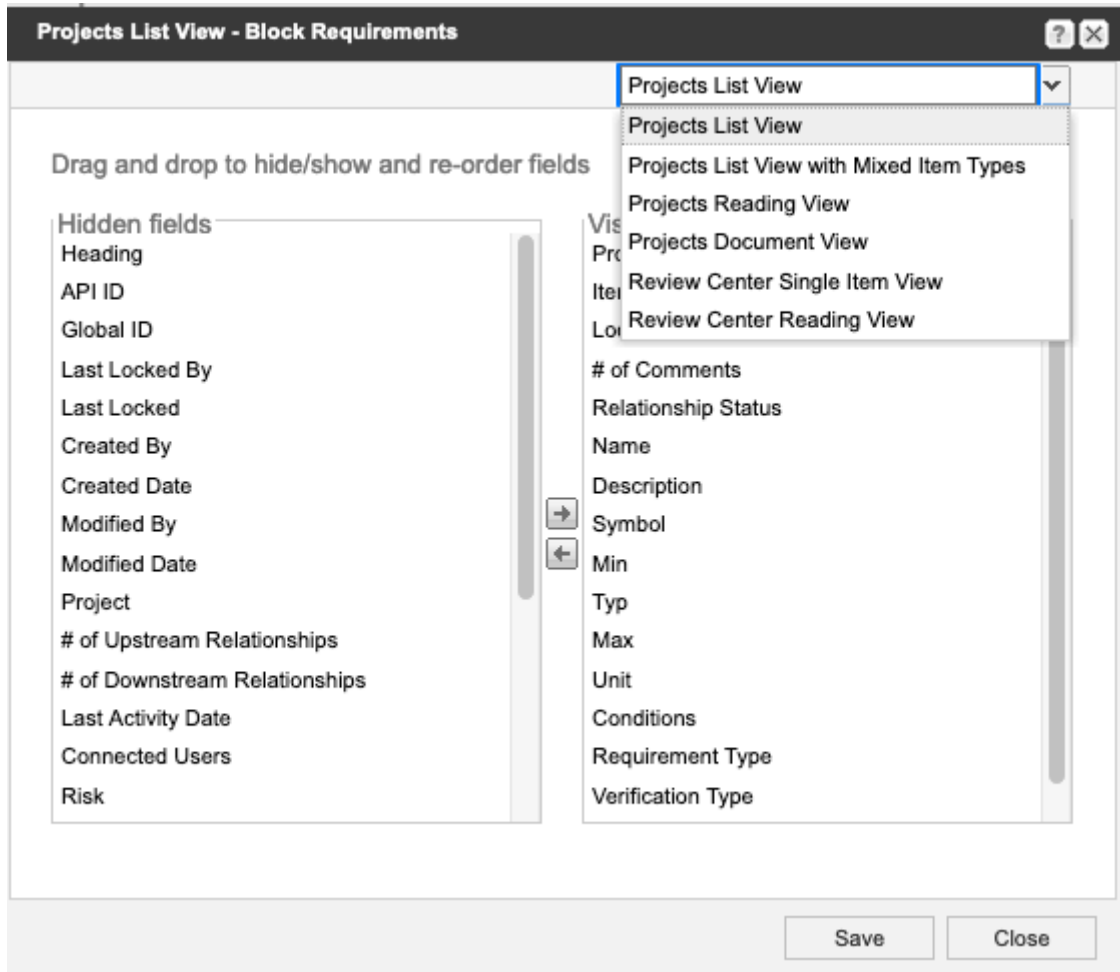 Projects List View - Block Requirements
Projects List View
Projects List View
Projects List View with Mixed Item Types
Projects Reading View
Projects Document View
Review Center Single Item View
Review Center Reading View
Drag and drop to hide/show and re-order fields
Hidden fields
Heading
API ID
Global ID
Last Locked By
Last Locked
Created By
Created Date
Modified By
Modified Date
Project
# of Upstream Relationships
# of Downstream Relationships
Last Activity Date
Connected Users
Risk
# of Comments
Relationship Status
Name
Description
Symbol
Min
Typ
Max
Unit
Conditions
Requirement Type
Verification Type
Save
Close